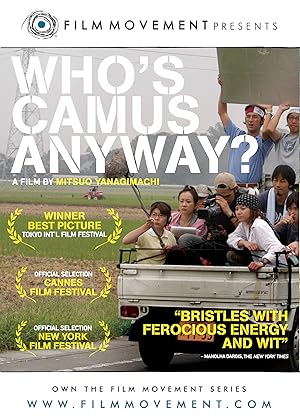 FILM MOVEMENT PRESENTS
WHO'S
CAMUS
ANYWAY?
A FILM BY MITSUO YANAGIMACHI
WINNER
BEST PICTURE
TOKYO INT'L FILM FESTIVAL
OFFICIAL SELECTION
CANNES
FILM FESTIVAL
OFFICIAL SELECTION
NEW YORK
FILM FESTIVAL
"BRISTLES WITH
FEROCIOUS ENERGY
AND WIT"
– MANOHLA DARGIS, THE NEW YORK TIMES
OWN THE FILM MOVEMENT SERIES
WWW.FILMMOVEMENT.COM